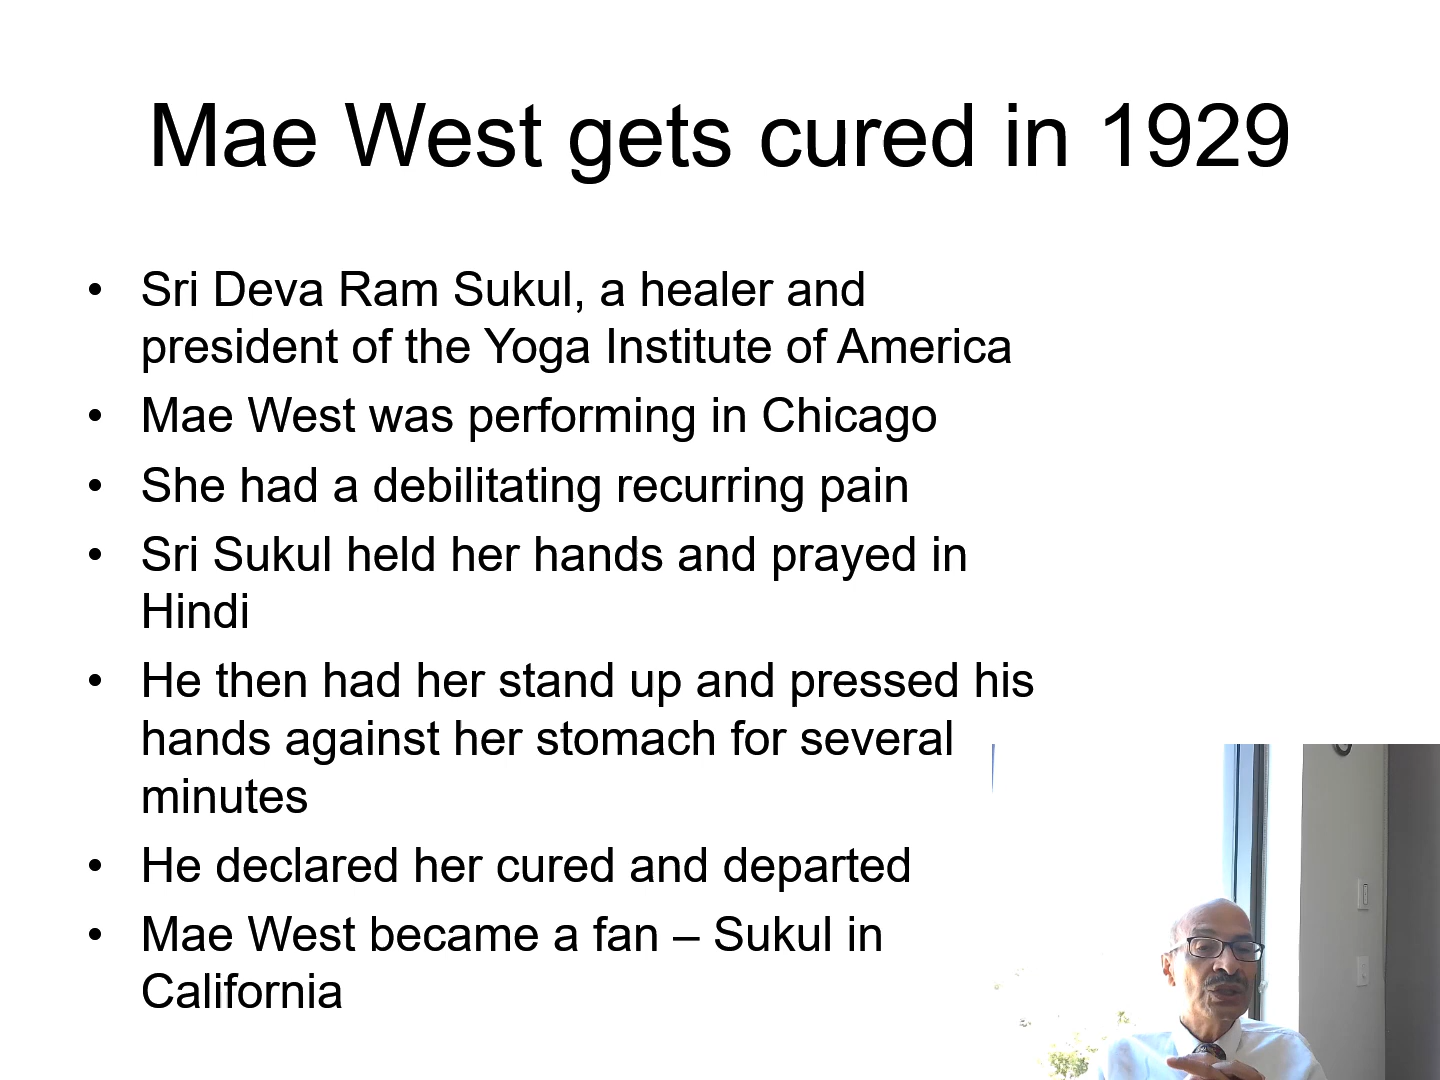 Mae West gets cured in 1929
• Sri Deva Ram Sukul, a healer and
president of the Yoga Institute of America
• Mae West was performing in Chicago
• She had a debilitating recurring pain
• Sri Sukul held her hands and prayed in
Hindi
• He then had her stand up and pressed his
hands against her stomach for several
minutes
• He declared her cured and departed
• Mae West became a fan – Sukul in
California